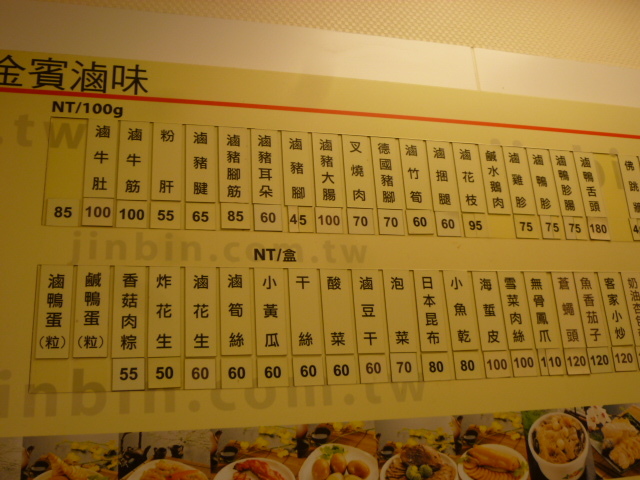 金賓滷味
NT/100g
85
滷牛肚 100
滷牛筋 100
粉肝 55
滷豬腱 65
滷豬腳筋 85
滷豬耳朵 60
滷豬腳 45
滷豬大腸 100
叉燒肉 70
德國豬腳 70
滷竹筍 60
滷捆腿 60
滷花枝 95
鹹水鵝肉
滷雞胗 75
滷鴨胗 75
滷鴨胗腸 75
滷鴨舌頭 180
佛跳
jinbin.com.tw
NT/盒
滷鴨蛋(粒)
鹹鴨蛋(粒)
香菇肉粽 55
炸花生 50
滷花生 60
滷筍絲 60
小黃瓜 60
干絲 60
酸菜 60
滷豆干 60
泡菜 70
日本昆布 80
小魚乾 80
海蜇皮 100
雪菜肉絲 100
無骨鳳爪 110
蒼蠅頭 120
魚香茄子 120
客家小炒 120
jinbin.com.tw